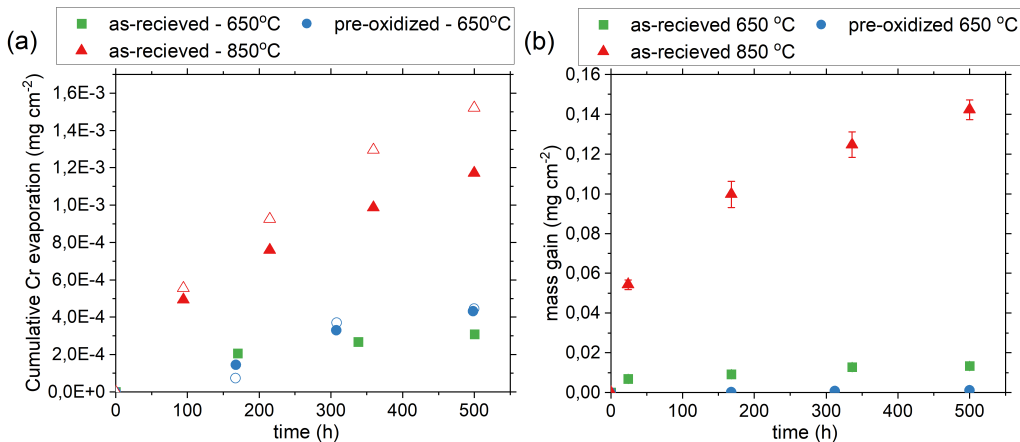 (a)
as-recieved - 650°C
pre-oxidized - 650°C
as-recieved - 850°C
Cumulative Cr evaporation (mg cm⁻²)
1,6E-3
1,4E-3
1,2E-3
1,0E-3
8,0E-4
6,0E-4
4,0E-4
2,0E-4
0,0E+0
0 100 200 300 400 500
time (h)
(b)
as-recieved 650 °C
pre-oxidized 650 °C
as-recieved 850 °C
mass gain (mg cm⁻²)
0,16
0,14
0,12
0,10
0,08
0,06
0,04
0,02
0,00
0 100 200 300 400 500
time (h)